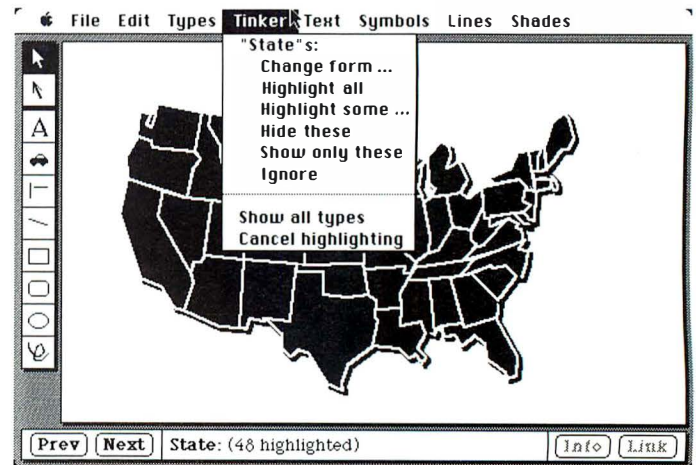 File Edit Types Tinker Text Symbols Lines Shades
"State"s:
Change form ...
Highlight all
Highlight some ...
Hide these
Show only these
Ignore
Show all types
Cancel highlighting
A
Prev Next State: (48 highlighted) Info Link